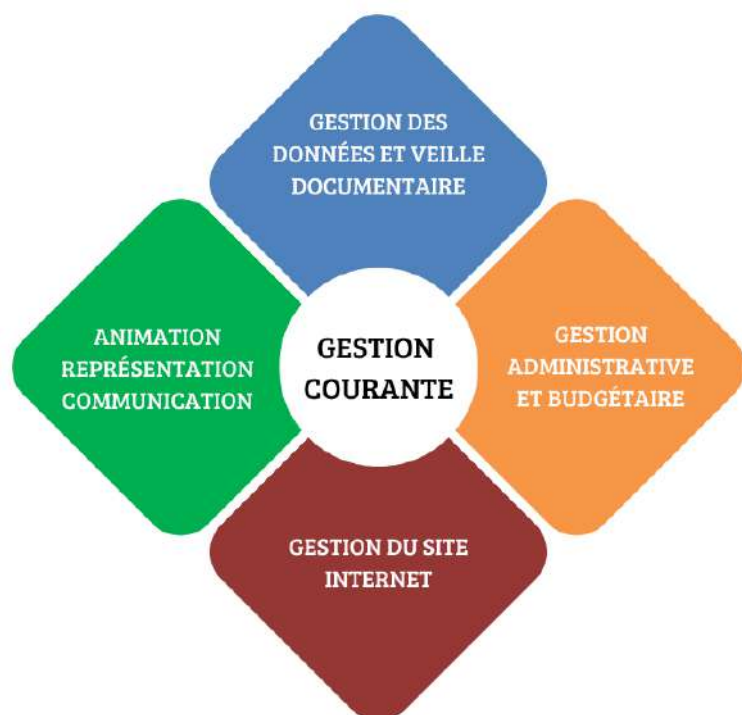 GESTION DES
DONNÉES ET VEILLE
DOCUMENTAIRE
ANIMATION
REPRÉSENTATION
COMMUNICATION
GESTION
COURANTE
GESTION
ADMINISTRATIVE
ET BUDGÉTAIRE
GESTION DU SITE
INTERNET